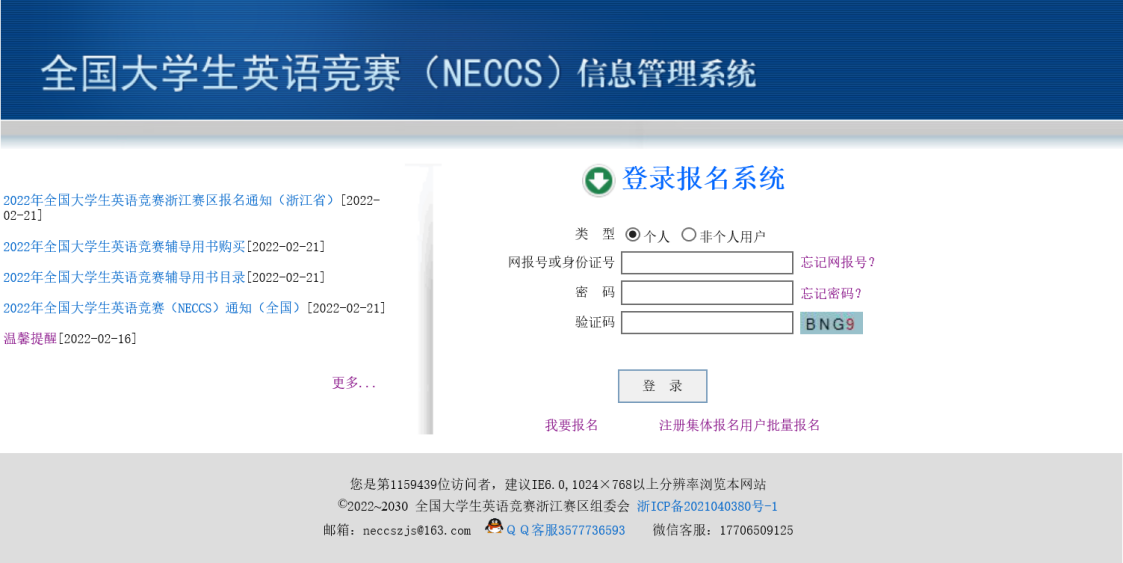 全国大学生英语竞赛（NECCS）信息管理系统
2022年全国大学生英语竞赛浙江赛区报名通知（浙江省）[2022-
02-21]
2022年全国大学生英语竞赛辅导用书购买[2022-02-21]
2022年全国大学生英语竞赛辅导用书目录[2022-02-21]
2022年全国大学生英语竞赛（NECCS）通知（全国）[2022-02-21]
温馨提醒[2022-02-16]
更多...
登录报名系统
类 型 个人 非个人用户
网报号或身份证号 忘记网报号?
密 码 忘记密码?
验证码 BNG9
登 录
我要报名 注册集体报名用户批量报名
您是第1159439位访问者，建议IE6.0,1024×768以上分辨率浏览本网站
©2022~2030 全国大学生英语竞赛浙江赛区组委会 浙ICP备2021040380号-1
邮箱：neccszjs@163.com ＱＱ客服3577736593 微信客服：17706509125